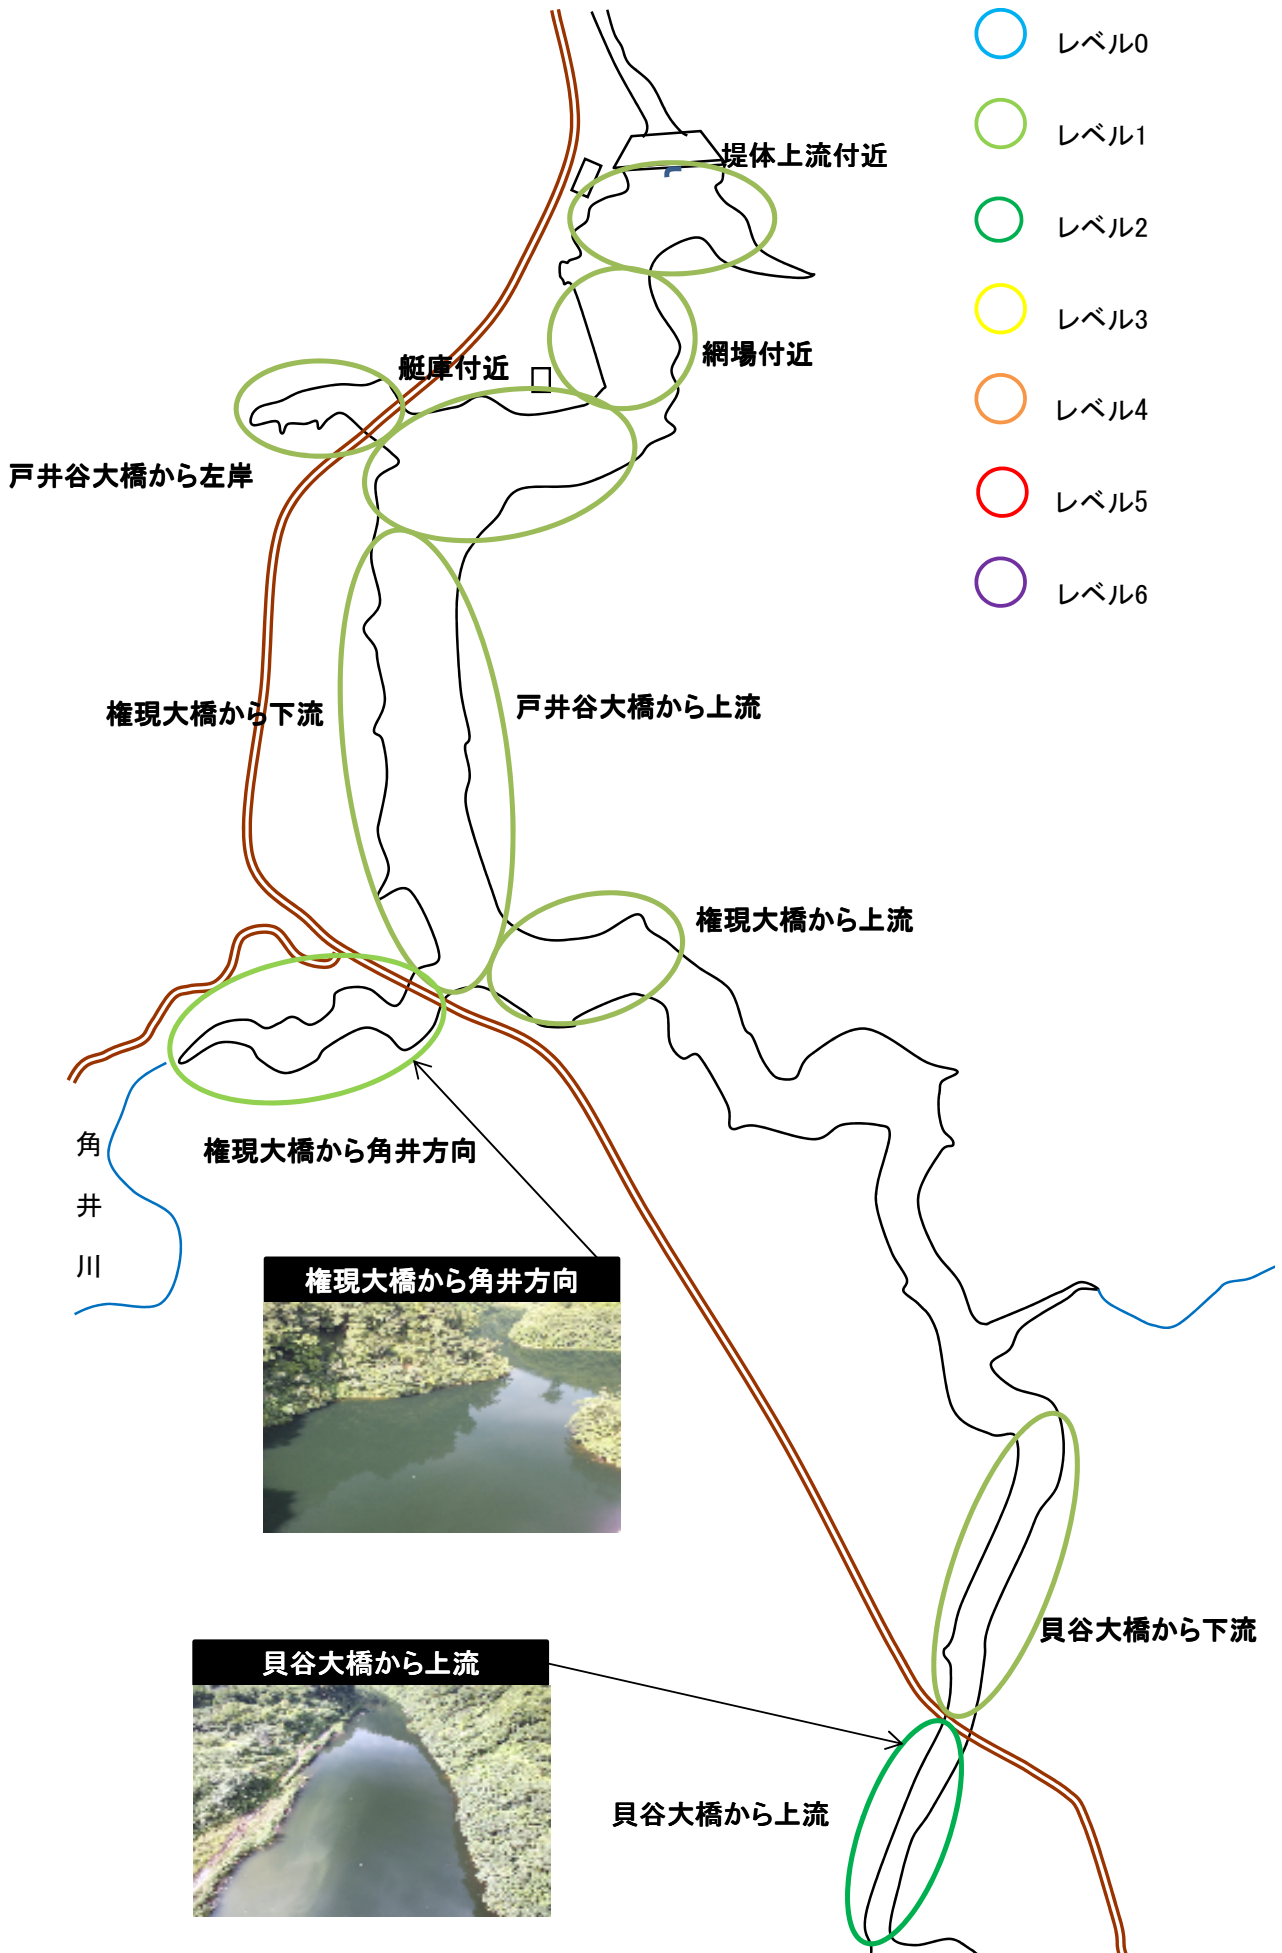 レベル0
レベル1
堤体上流付近
レベル2
レベル3
網場付近
艇庫付近
レベル4
戸井谷大橋から左岸
レベル5
レベル6
権現大橋から下流
戸井谷大橋から上流
権現大橋から上流
角
井
川
権現大橋から角井方向
権現大橋から角井方向
貝谷大橋から下流
貝谷大橋から上流
貝谷大橋から上流